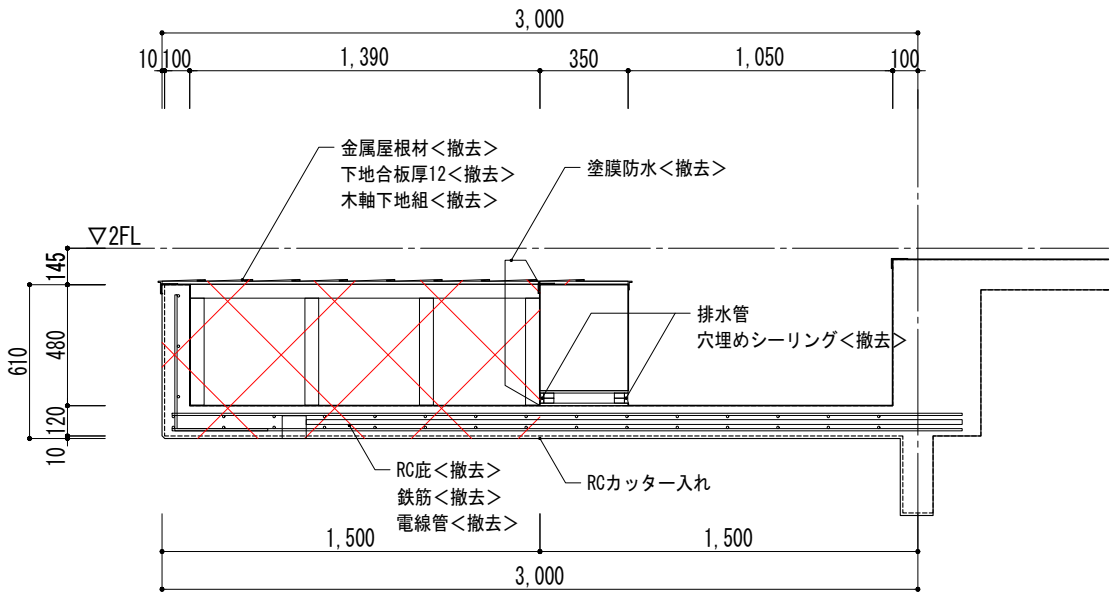 3,000
10
100
1,390
350
1,050
100
金属屋根材<撤去>
下地合板厚12<撤去>
木軸下地組<撤去>
塗膜防水<撤去>
▽2FL
145
480
610
120
10
排水管
穴埋めシーリング<撤去>
RC庇<撤去>
鉄筋<撤去>
電線管<撤去>
RCカッター入れ
1,500
1,500
3,000